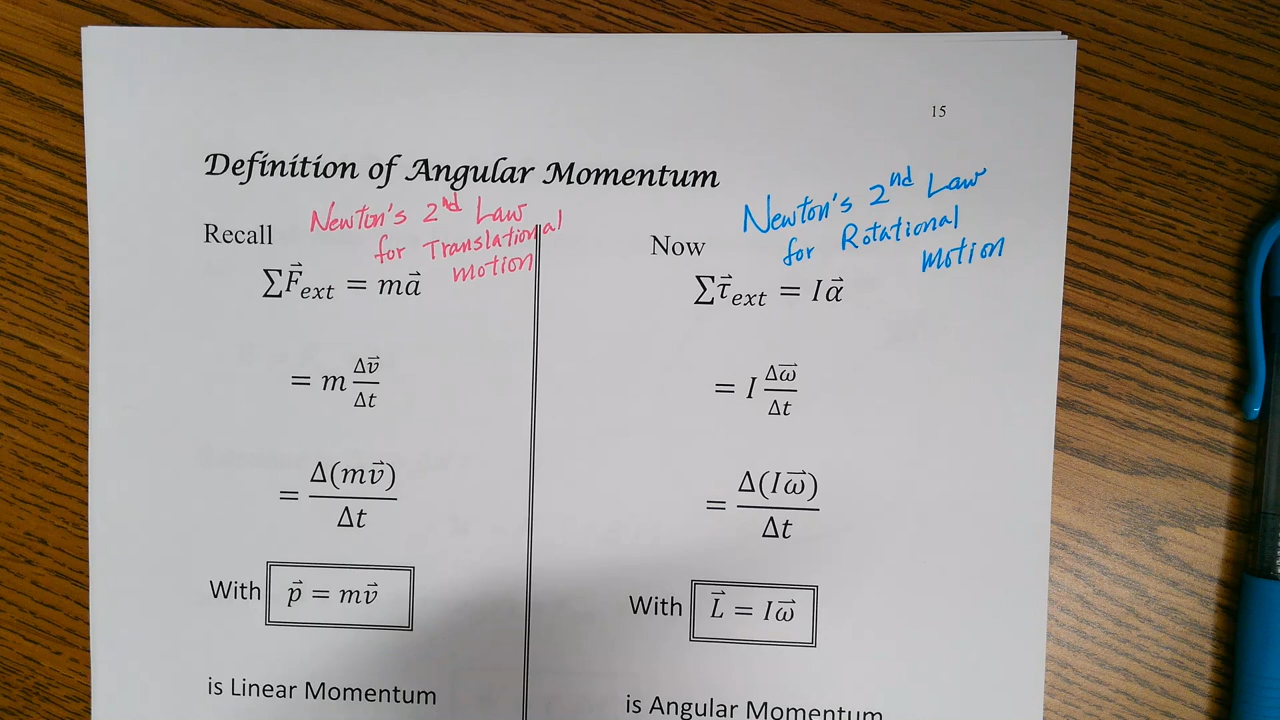 15
Definition of Angular Momentum
Recall
Newton's 2nd Law
for Translational
motion
ΣF⃗ext = ma⃗
= m Δv⃗/Δt
= Δ(mv⃗)/Δt
With p⃗ = mv⃗
is Linear Momentum
Now
Newton's 2nd Law
for Rotational
motion
Στ⃗ext = Iα⃗
= I Δω⃗/Δt
= Δ(Iω⃗)/Δt
With L⃗ = Iω⃗
is Angular Momentum